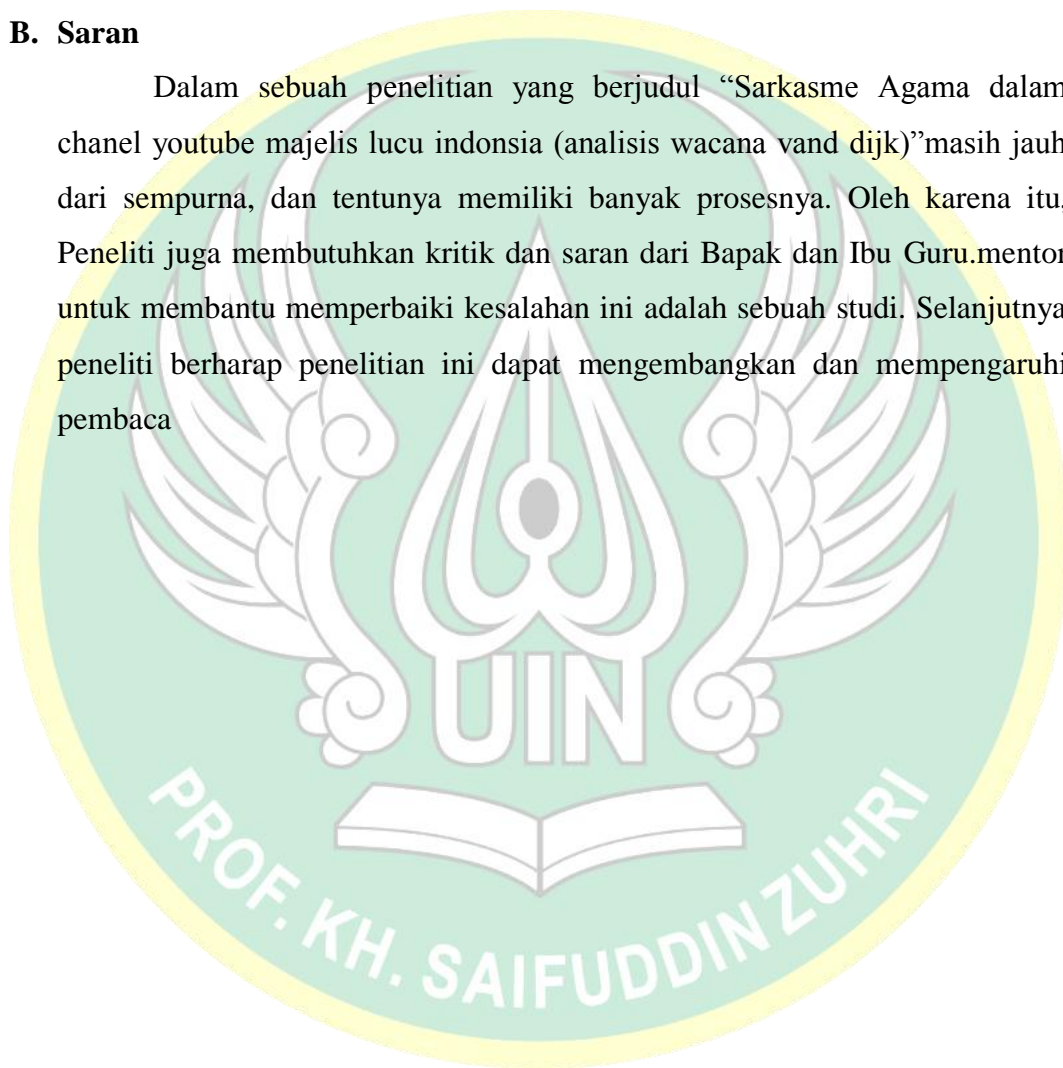 B. Saran
Dalam sebuah penelitian yang berjudul “Sarkasme Agama dalam
chanel youtube majelis lucu indonsia (analisis wacana vand dijk)”masih jauh
dari sempurna, dan tentunya memiliki banyak prosesnya. Oleh karena itu,
Peneliti juga membutuhkan kritik dan saran dari Bapak dan Ibu Guru.mentor
untuk membantu memperbaiki kesalahan ini adalah sebuah studi. Selanjutnya
peneliti berharap penelitian ini dapat mengembangkan dan mempengaruhi
pembaca
UIN
PROF. KH. SAIFUDDIN ZUHRI